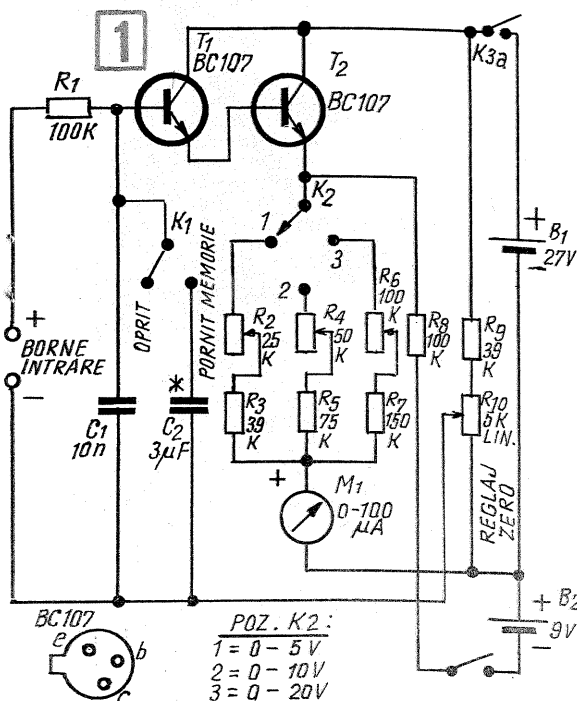 1
T1
BC107
T2
BC107
K3a
R1
100K
K1
K2
1
2
3
OPRIT
PORNIT MEMORIE
+
BORNE
INTRARE
−
R2
25
K
R3
39
K
R4
50
K
R5
75
K
R6
100
K
R7
150
K
R8
100
K
R9
39
K
R10
5K
LIN.
REGLAJ
ZERO
+
B1
27V
−
C1
10n
*
C2
3µF
+
M1
0-100
µA
+
B2
9V
−
BC107
e
b
c
POZ. K2:
1 = 0 - 5V
2 = 0 - 10V
3 = 0 - 20V